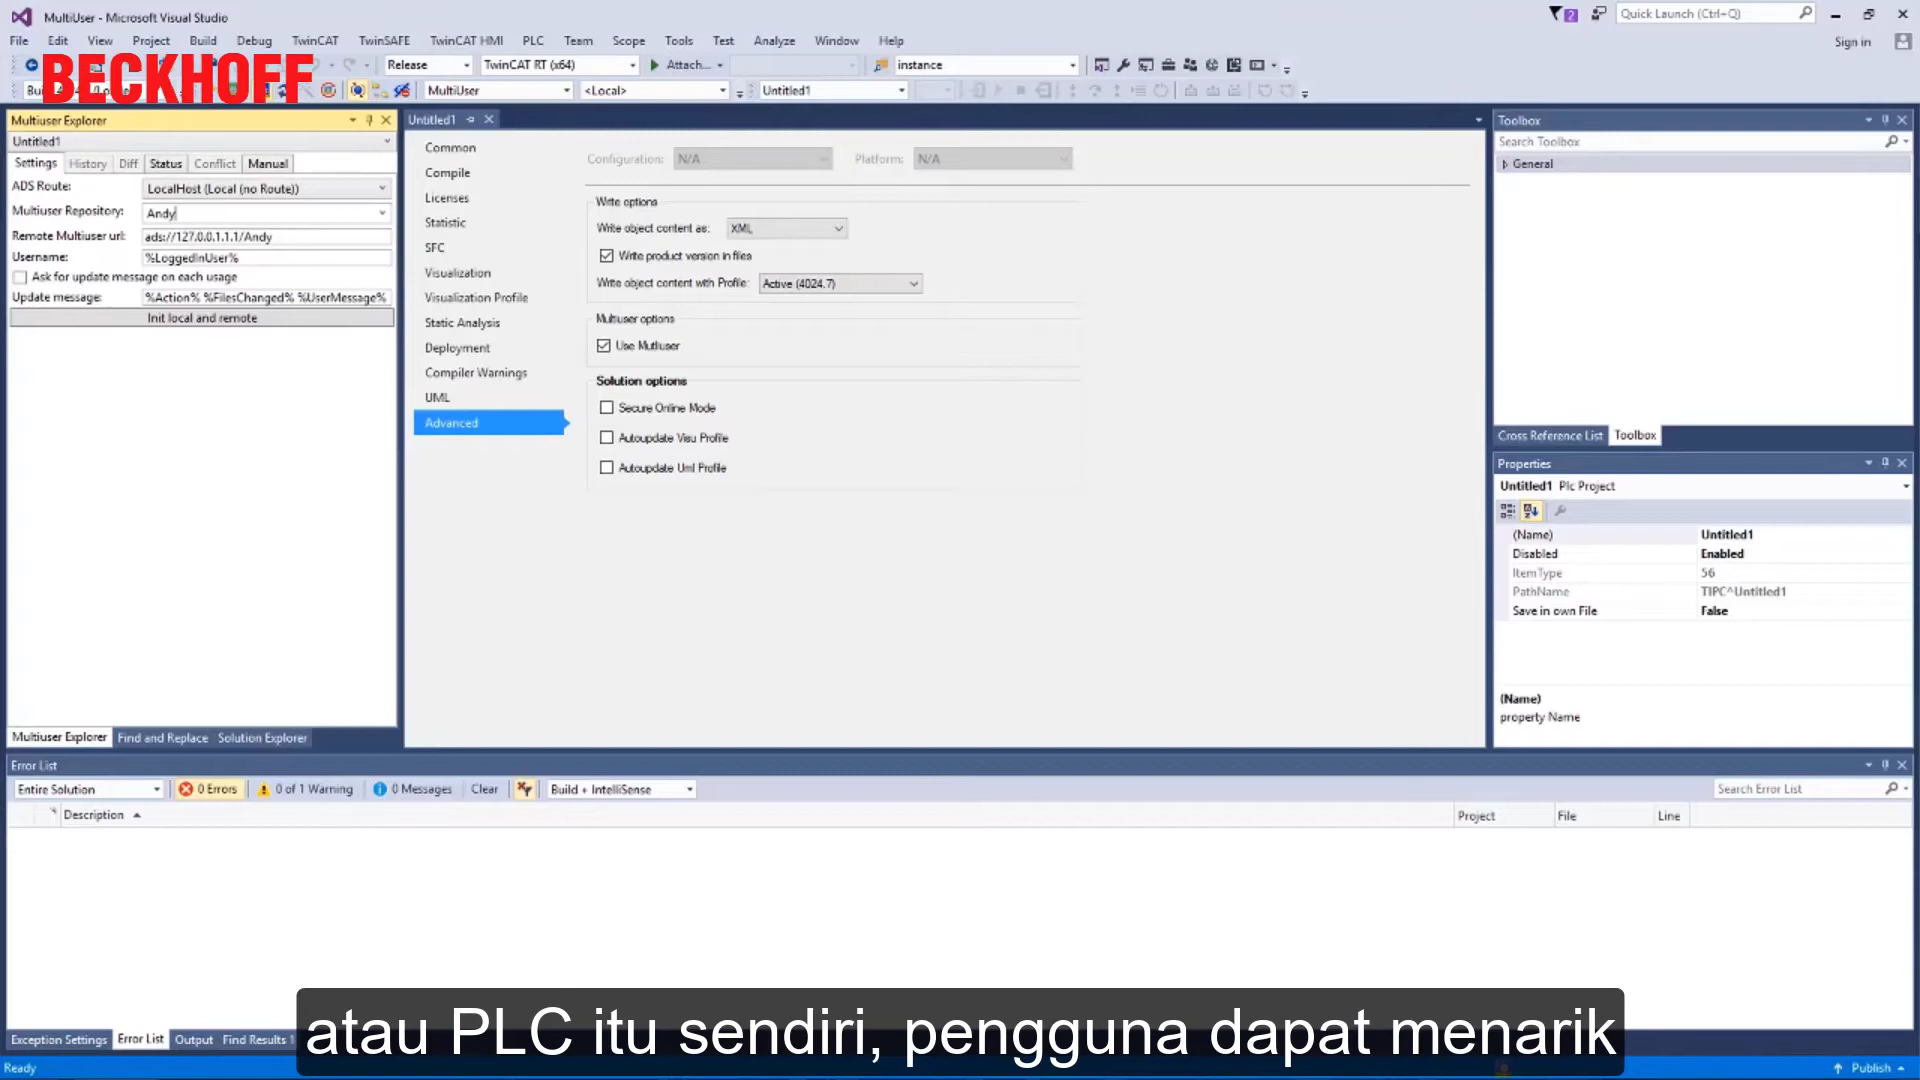 MultiUser - Microsoft Visual Studio
2
Quick Launch (Ctrl+Q)
File Edit View Project Build Debug TwinCAT TwinSAFE TwinCAT HMI PLC Team Scope Tools Test Analyze Window Help
Sign in
BECKHOFF
Release TwinCAT RT (x64) Attach... instance
MultiUser <Local> Untitled1
Multiuser Explorer
Untitled1
Settings History Diff Status Conflict Manual
ADS Route: LocalHost (Local (no Route))
Multiuser Repository: Andy
Remote Multiuser url: ads://127.0.0.1.1.1/Andy
Username: %LoggedInUser%
Ask for update message on each usage
Update message: %Action% %FilesChanged% %UserMessage%
Init local and remote
Multiuser Explorer Find and Replace Solution Explorer
Untitled1
Common
Compile
Licenses
Statistic
SFC
Visualization
Visualization Profile
Static Analysis
Deployment
Compiler Warnings
UML
Advanced
Configuration: N/A Platform: N/A
Write options
Write object content as: XML
Write product version in files
Write object content with Profile: Active (4024.7)
Multiuser options
Use Mutliuser
Solution options
Secure Online Mode
Autoupdate Visu Profile
Autoupdate Uml Profile
Toolbox
Search Toolbox
General
Cross Reference List Toolbox
Properties
Untitled1 Plc Project
(Name) Untitled1
Disabled Enabled
ItemType 56
PathName TIPC^Untitled1
Save in own File False
(Name)
property Name
Error List
Entire Solution 0 Errors 0 of 1 Warning 0 Messages Clear Build + IntelliSense Search Error List
Description Project File Line
Exception Settings Error List Output Find Results 1
atau PLC itu sendiri, pengguna dapat menarik
Ready
Publish